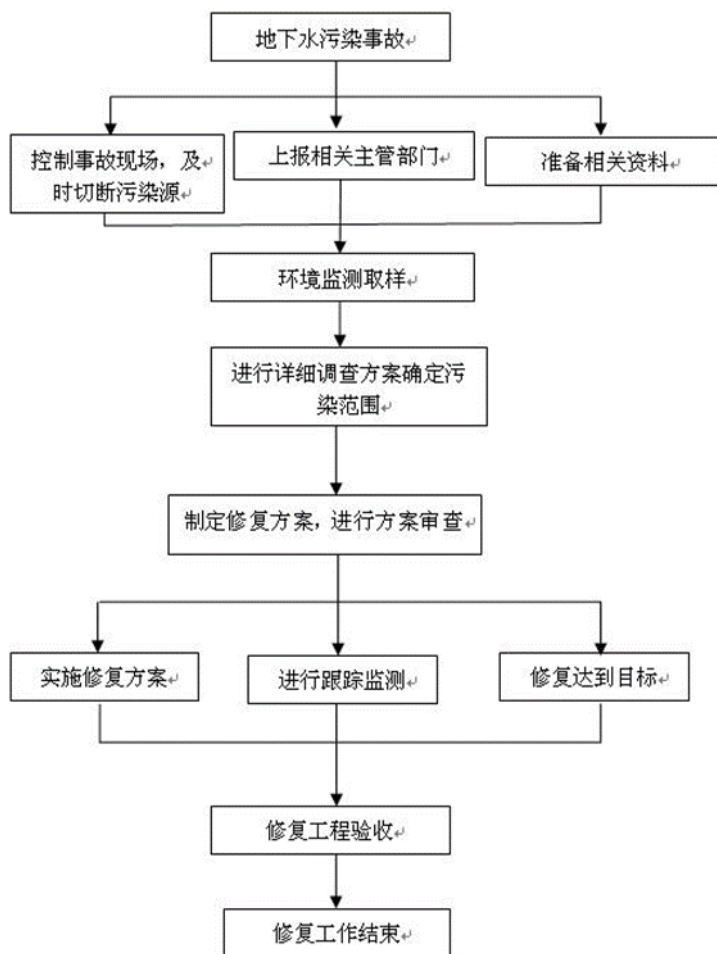 地下水污染事故
控制事故现场，及
时切断污染源
上报相关主管部门
准备相关资料
环境监测取样
进行详细调查方案确定污
染范围
制定修复方案，进行方案审查
实施修复方案
进行跟踪监测
修复达到目标
修复工程验收
修复工作结束